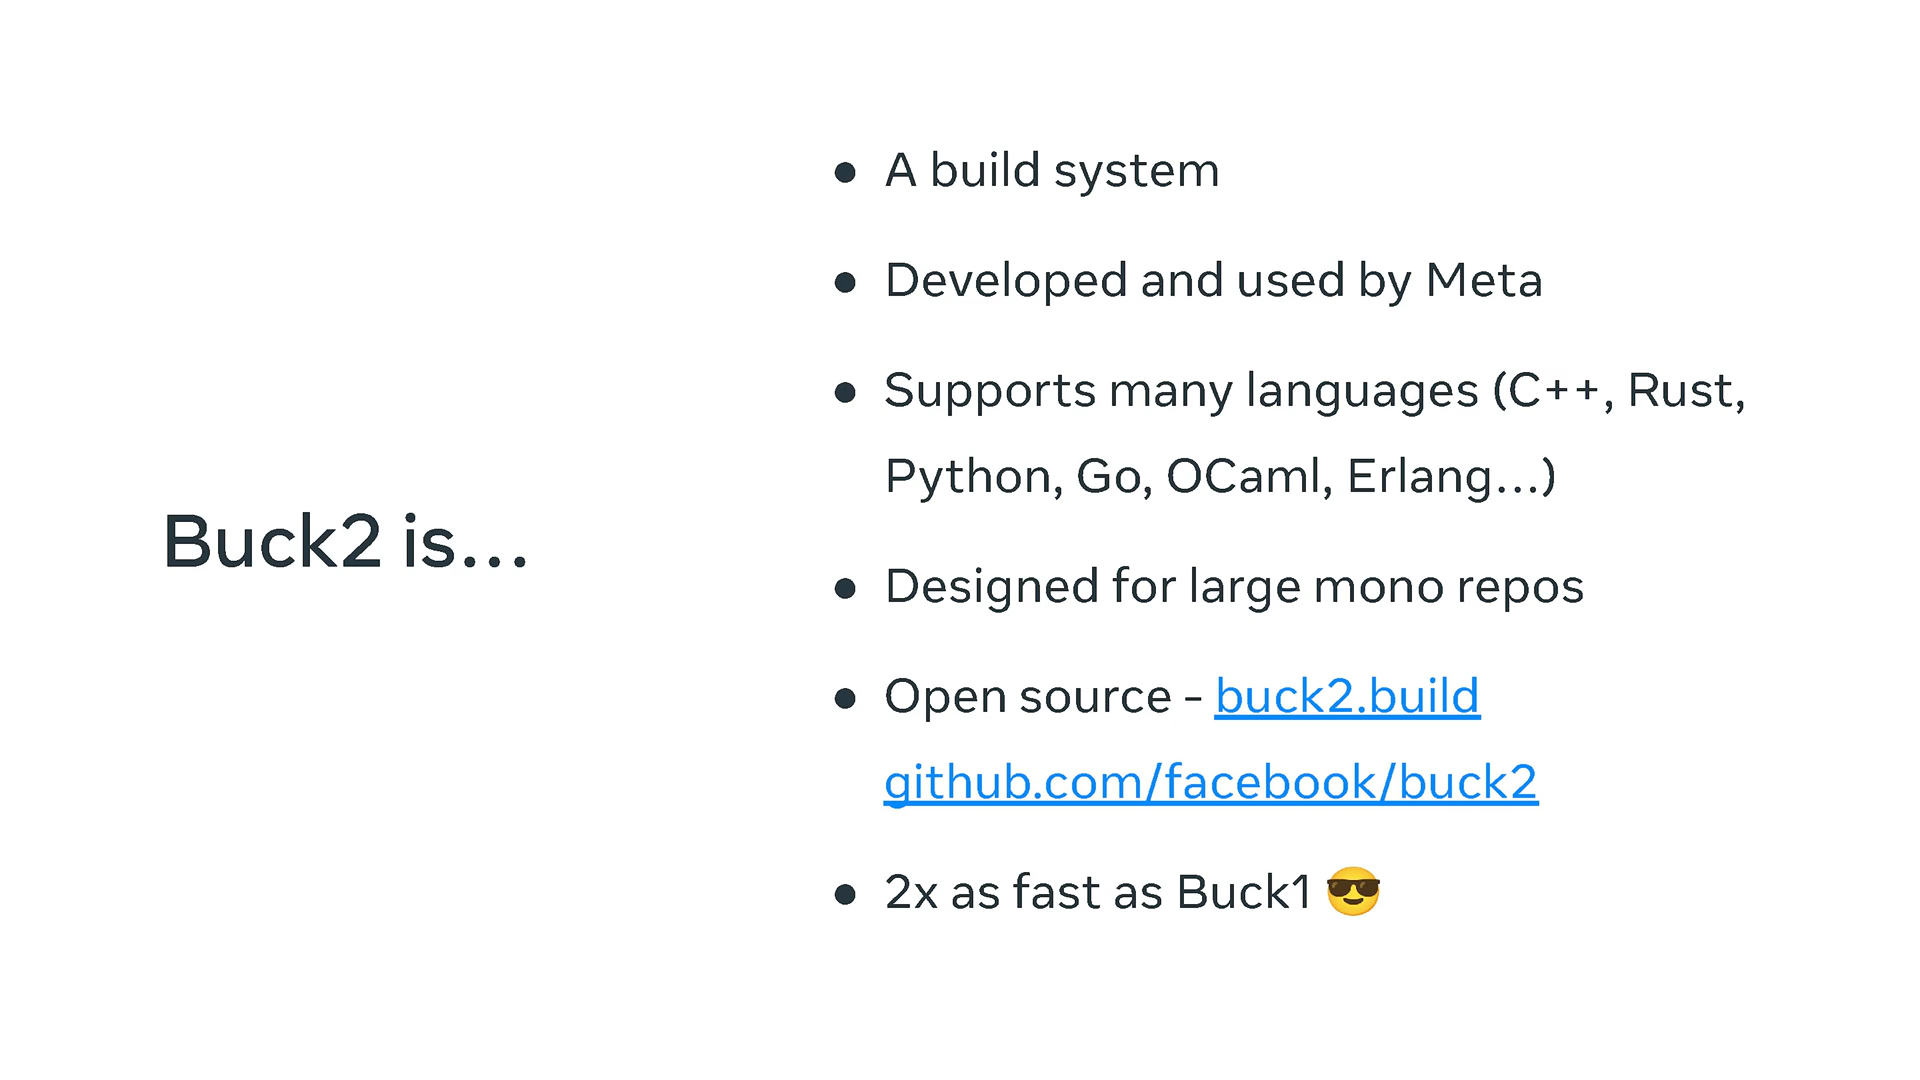 Buck2 is...
● A build system
● Developed and used by Meta
● Supports many languages (C++, Rust,
Python, Go, OCaml, Erlang...)
● Designed for large mono repos
● Open source - buck2.build
github.com/facebook/buck2
● 2x as fast as Buck1 😎